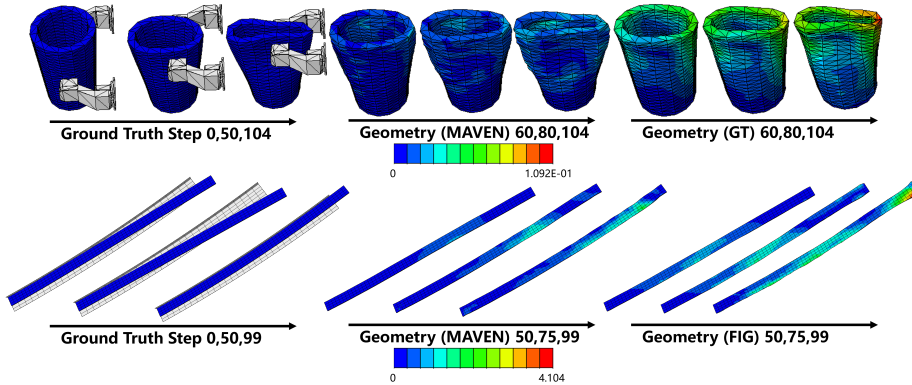 Ground Truth Step 0,50,104
Geometry (MAVEN) 60,80,104
Geometry (GT) 60,80,104
0
1.092E-01
Ground Truth Step 0,50,99
Geometry (MAVEN) 50,75,99
Geometry (FIG) 50,75,99
0
4.104